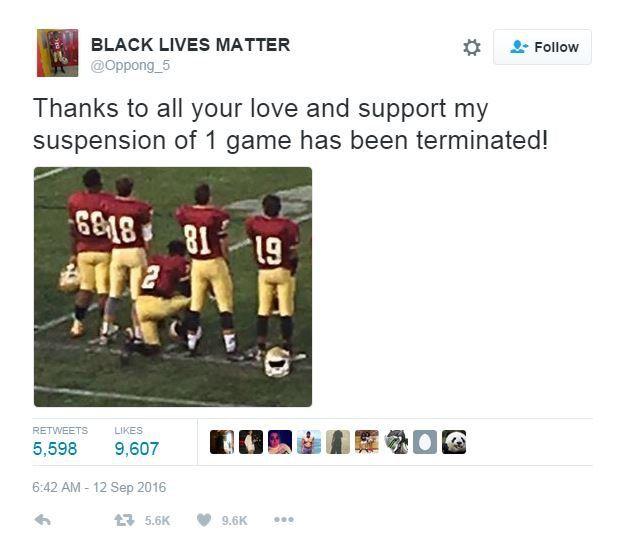 BLACK LIVES MATTER
@Oppong_5
Follow
Thanks to all your love and support my
suspension of 1 game has been terminated!
68 18 2 81 19
RETWEETS LIKES
5,598 9,607
6:42 AM - 12 Sep 2016
5.6K 9.6K